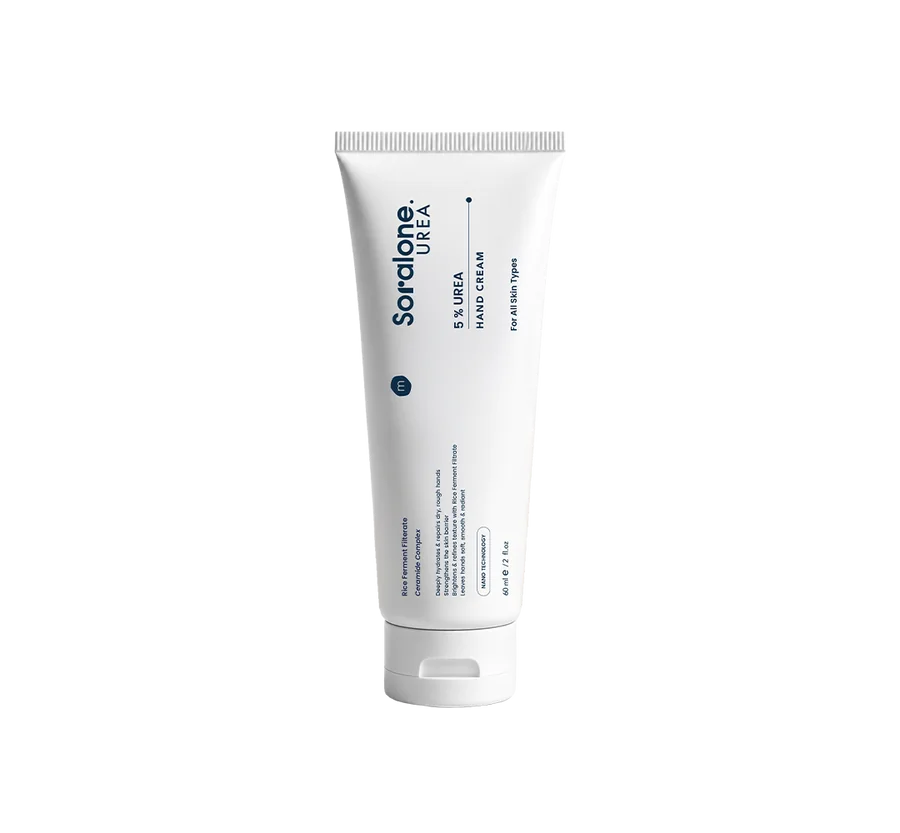 Soralone.
UREA
5 % UREA
HAND CREAM
For All Skin Types
m
Rice Ferment Filterate
Ceramide Complex
Deeply hydrates & repairs dry, rough hands
Strengthens the skin barrier
Brightens & refines texture with Rice Ferment Filtrate
Leaves hands soft, smooth & radiant
NANO TECHNOLOGY
60 ml e / 2 fl.oz